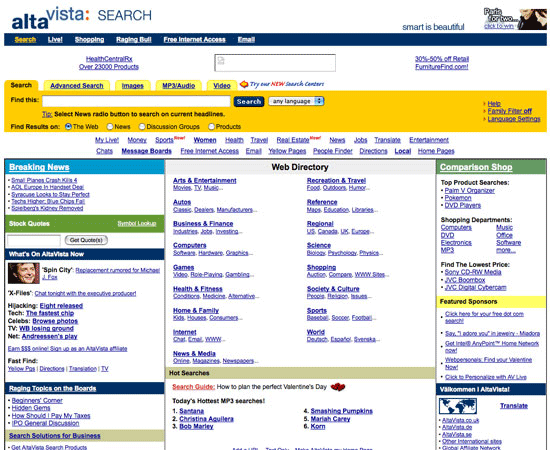 altavista: SEARCH
smart is beautiful
Paris for two...
click to win
Search Live! Shopping Raging Bull Free Internet Access Email
HealthCentralRx
Over 23000 Products
30%-50% off Retail
FurnitureFind.com!
Search Advanced Search Images MP3/Audio Video Try our NEW Search Centers
Find this: Search any language
Tip: Select News radio button to search on current headlines.
Find Results on: The Web News Discussion Groups Products
Help
Family Filter off
Language Settings
My Live! Money Sports New! Women Health Travel Real Estate New! News Jobs Translate Entertainment
Chats Message Boards Free Internet Access Email Yellow Pages People Finder Directions Local Home Pages
Breaking News
Small Planes Crash Kills 4
AOL Europe In Handset Deal
Syracuse Looks to Stay Perfect
Techs Higher; Blue Chips Fall
Spielberg's Kidney Removed
Stock Quotes Symbol Lookup
Get Quote(s)
What's On AltaVista Now
'Spin City': Replacement rumored for Michael J. Fox
'X-Files': Chat tonight with the executive producer!
Hijacking: Eight released
Tech: The fastest chip
Celebs: Browse photos
TV: WB losing ground
Net: Andreessen's play
Earn $$$ online! Sign up as an AltaVista affiliate
Fast Find:
Yellow Pgs | Directions | Translation | TV
Raging Topics on the Boards
Beginners' Corner
Hidden Gems
How Should I Pay My Taxes
IPO General Discussion
Search Solutions for Business
Get AltaVista Search Products
Web Directory
Arts & Entertainment
Movies, TV, Music...
Autos
Classic, Dealers, Manufacturers...
Business & Finance
Industries, Jobs, Investing...
Computers
Software, Hardware, Graphics...
Games
Video, Role-Playing, Gambling...
Health & Fitness
Conditions, Medicine, Alternative...
Home & Family
Kids, Houses, Consumers...
Internet
Chat, Email, WWW...
News & Media
Online, Magazines, Newspapers...
Recreation & Travel
Food, Outdoors, Humor...
Reference
Maps, Education, Libraries...
Regional
US, Canada, UK, Europe...
Science
Biology, Psychology, Physics...
Shopping
Auction, Compare, WWW Sites...
Society & Culture
People, Religion, Issues...
Sports
Baseball, Soccer, Football...
World
Deutsch, Español, Svenska...
Hot Searches
Search Guide: How to plan the perfect Valentine's Day
Today's Hottest MP3 searches!
1. Santana
2. Christina Aguilera
3. Bob Marley
4. Smashing Pumpkins
5. Mariah Carey
6. Korn
Add a URL Text Only Make AltaVista my Home Page
Comparison Shop
Top Product Searches:
Palm V Organizer
Pokemon
DVD Players
Shopping Departments:
Computers Music
DVD Office
Electronics Software
MP3 more...
Find The Lowest Price:
Sony CD-RW Media
JVC Boombox
JVC Digital Cybercam
Featured Sponsors
Click here for your free dot com search!
Say, "I adore you" in jewelry - Miadora
Get Intel® AnyPoint™ Home Network now!
Webpersonals: Find your Valentine Now!
Click to Personalize with AV Live
Välkommen i AltaVista!
Translate
AltaVista.co.uk
AltaVista.de
AltaVista.se
Other International sites
Global Affiliate Network